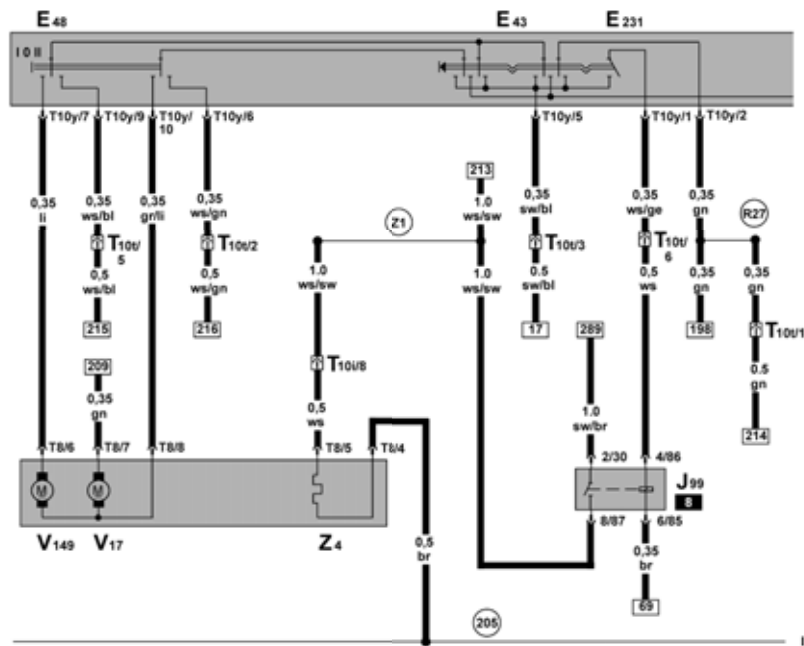 E48 E43 E231
I O II
T10y/7 T10y/9 T10y/10 T10y/6 T10y/5 T10y/1 T10y/2
213
0,35 li
0,35 ws/bl
0,35 gr/li
0,35 ws/gn
1.0 ws/sw
0,35 sw/bl
0,35 ws/ge
0,35 gn
R27
Z1
T10t/5 T10t/2 T10t/3 T10t/6
0,5 ws/bl
0,5 ws/gn
1.0 ws/sw
1.0 ws/sw
0.5 sw/bl
0,5 ws
0,35 gn
0,35 gn
215 216 17 289 198 T10t/1
209
T10i/8
0,35 gn
0,5 ws
1.0 sw/br
0.5 gn
214
T8/6 T8/7 T8/8 T8/5 T8/4 2/30 4/86
M M
J99
8
8/87 6/85
V149 V17 Z4
0,5 br
0,35 br
69
205